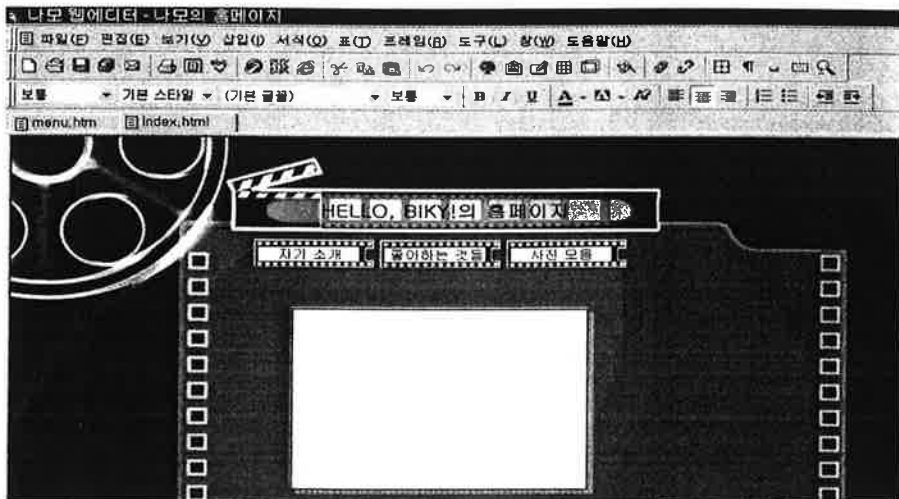 나모 웹에디터 - 나모의 홈페이지
파일(F) 편집(E) 보기(V) 삽입(I) 서식(O) 표(T) 프레임(R) 도구(L) 창(W) 도움말(H)
보통 기본 스타일 (기본 글꼴) 보통 B I U A A
menu.htm index.html
HELLO, BIKY!의 홈페이지
자기 소개 좋아하는 것들 사진 모음